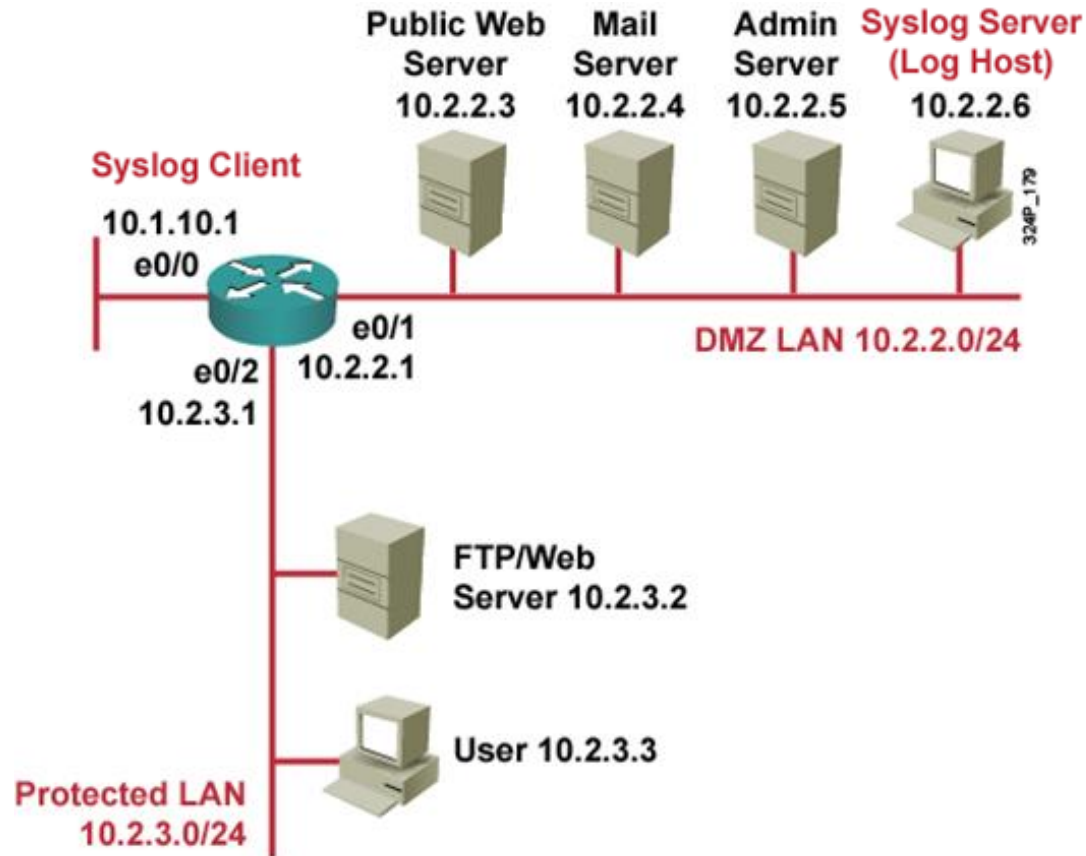 Public Web
Server
10.2.2.3
Mail
Server
10.2.2.4
Admin
Server
10.2.2.5
Syslog Server
(Log Host)
10.2.2.6
324P_179
Syslog Client
10.1.10.1
e0/0
e0/1
10.2.2.1
DMZ LAN 10.2.2.0/24
e0/2
10.2.3.1
FTP/Web
Server 10.2.3.2
User 10.2.3.3
Protected LAN
10.2.3.0/24